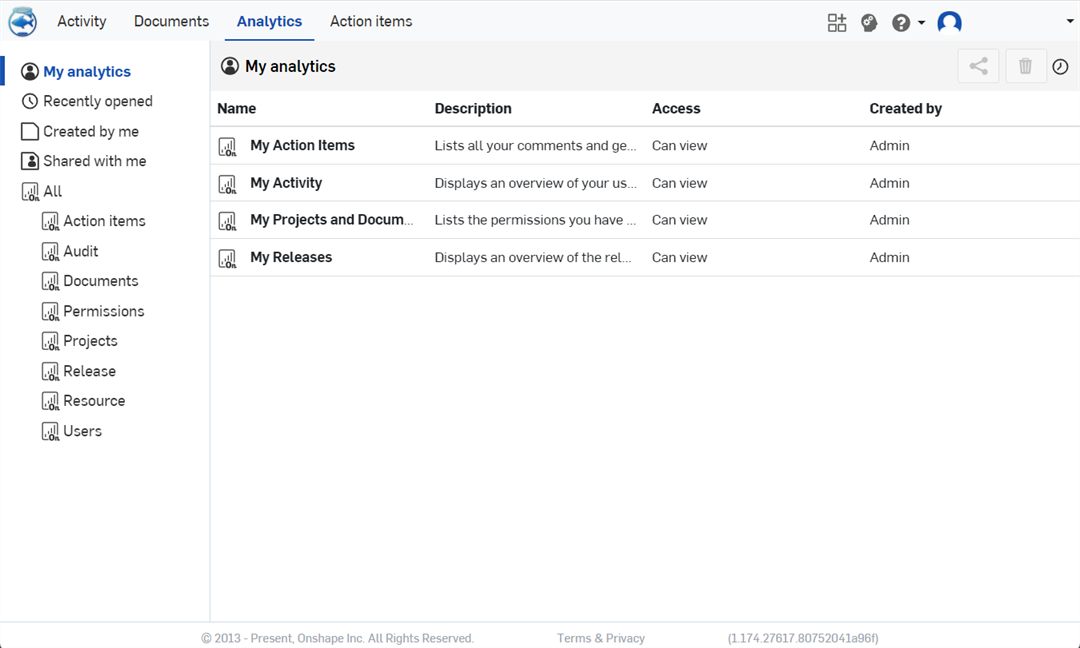 Activity Documents Analytics Action items
My analytics
Recently opened
Created by me
Shared with me
All
Action items
Audit
Documents
Permissions
Projects
Release
Resource
Users
My analytics
Name Description Access Created by
My Action Items Lists all your comments and ge... Can view Admin
My Activity Displays an overview of your us... Can view Admin
My Projects and Docum... Lists the permissions you have ... Can view Admin
My Releases Displays an overview of the rel... Can view Admin
© 2013 - Present, Onshape Inc. All Rights Reserved. Terms & Privacy (1.174.27617.80752041a96f)